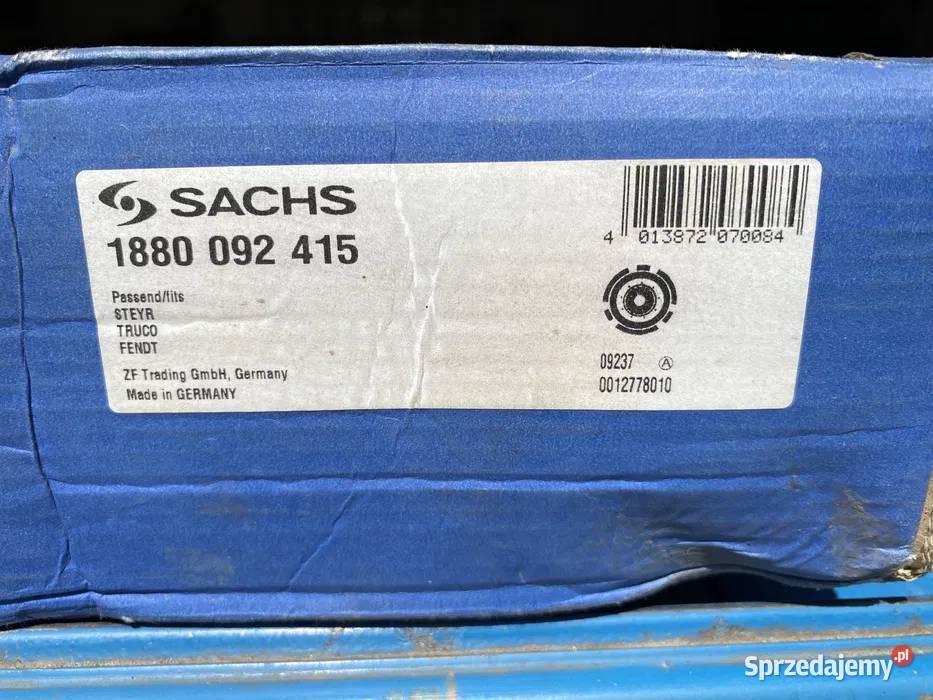 SACHS
1880 092 415
Passend/fits
STEYR
TRUCO
FENDT
ZF Trading GmbH, Germany
Made in GERMANY
4 013872 070084
09237 A
0012778010
Sprzedajemy.pl